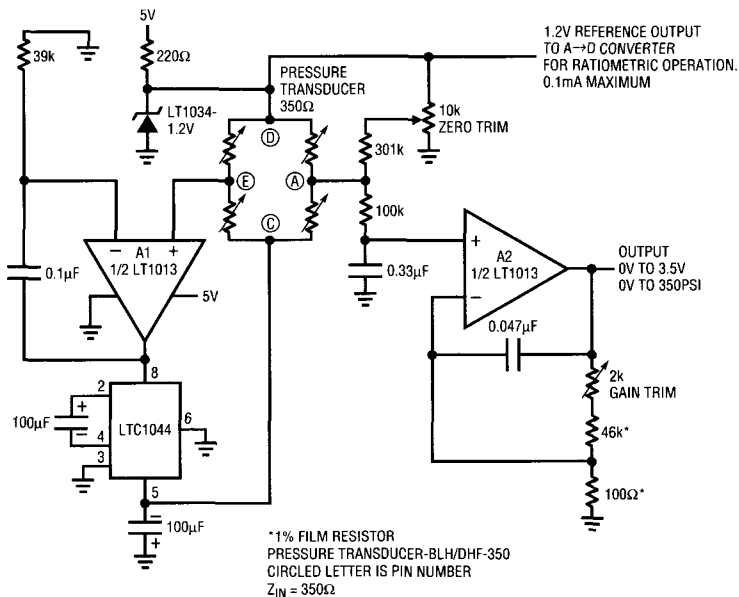 5V
39k
220Ω
LT1034-
1.2V
PRESSURE
TRANSDUCER
350Ω
1.2V REFERENCE OUTPUT
TO A→D CONVERTER
FOR RATIOMETRIC OPERATION.
0.1mA MAXIMUM
10k
ZERO TRIM
D
E
A
C
301k
100k
0.33µF
0.1µF
−
+
A1
1/2 LT1013
5V
+
−
A2
1/2 LT1013
OUTPUT
0V TO 3.5V
0V TO 350PSI
0.047µF
2k
GAIN TRIM
46k*
100Ω*
8
2
4
3
6
5
LTC1044
100µF
+
−
100µF
−
+
*1% FILM RESISTOR
PRESSURE TRANSDUCER-BLH/DHF-350
CIRCLED LETTER IS PIN NUMBER
ZIN = 350Ω